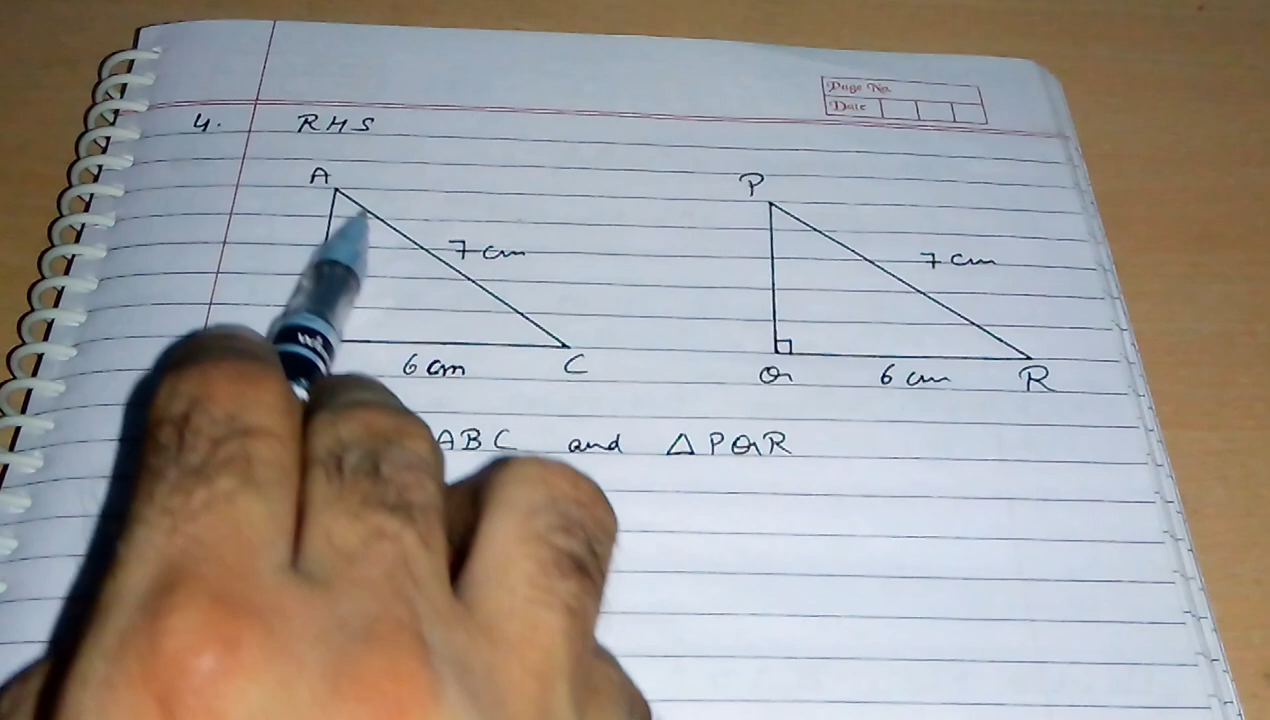 Page No.
Date
4. RHS
A
P
7 cm
7 cm
6 cm
C
Q
6 cm
R
ABC and △PQR